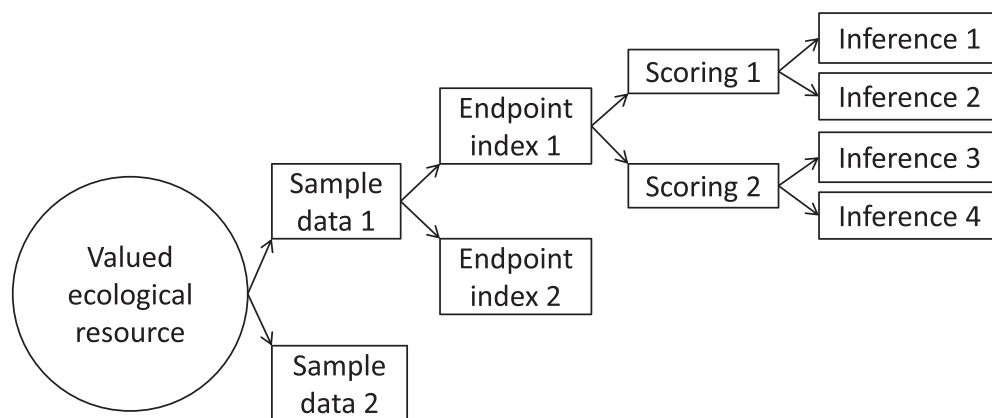 Valued
ecological
resource
Sample
data 1
Sample
data 2
Endpoint
index 1
Endpoint
index 2
Scoring 1
Scoring 2
Inference 1
Inference 2
Inference 3
Inference 4